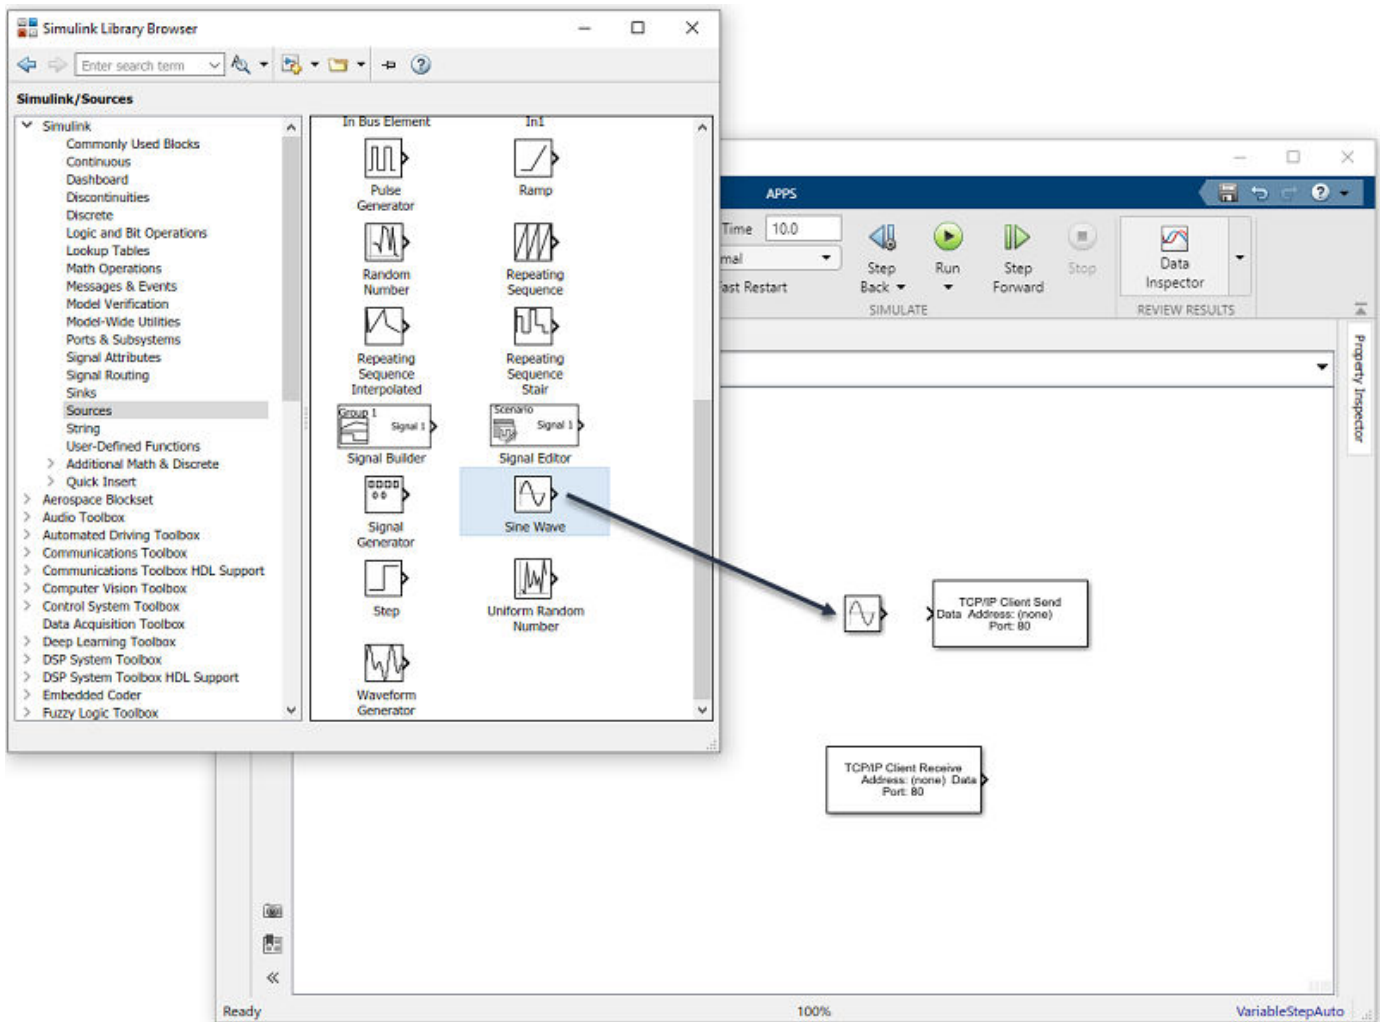 Simulink Library Browser
Enter search term
Simulink/Sources
Simulink
Commonly Used Blocks
Continuous
Dashboard
Discontinuities
Discrete
Logic and Bit Operations
Lookup Tables
Math Operations
Messages & Events
Model Verification
Model-Wide Utilities
Ports & Subsystems
Signal Attributes
Signal Routing
Sinks
Sources
String
User-Defined Functions
Additional Math & Discrete
Quick Insert
Aerospace Blockset
Audio Toolbox
Automated Driving Toolbox
Communications Toolbox
Communications Toolbox HDL Support
Computer Vision Toolbox
Control System Toolbox
Data Acquisition Toolbox
Deep Learning Toolbox
DSP System Toolbox
DSP System Toolbox HDL Support
Embedded Coder
Fuzzy Logic Toolbox
In Bus Element
In1
Pulse
Generator
Ramp
Random
Number
Repeating
Sequence
Repeating
Sequence
Interpolated
Repeating
Sequence
Stair
Group 1
Signal 1
Signal Builder
Scenario
Signal 1
Signal Editor
Signal
Generator
Sine Wave
Step
Uniform Random
Number
Waveform
Generator
APPS
Time 10.0
mal
ast Restart
Step
Back
Run
Step
Forward
Stop
SIMULATE
Data
Inspector
REVIEW RESULTS
Property Inspector
TCP/IP Client Send
Data Address: (none)
Port: 80
TCP/IP Client Receive
Address: (none) Data
Port: 80
Ready
100%
VariableStepAuto